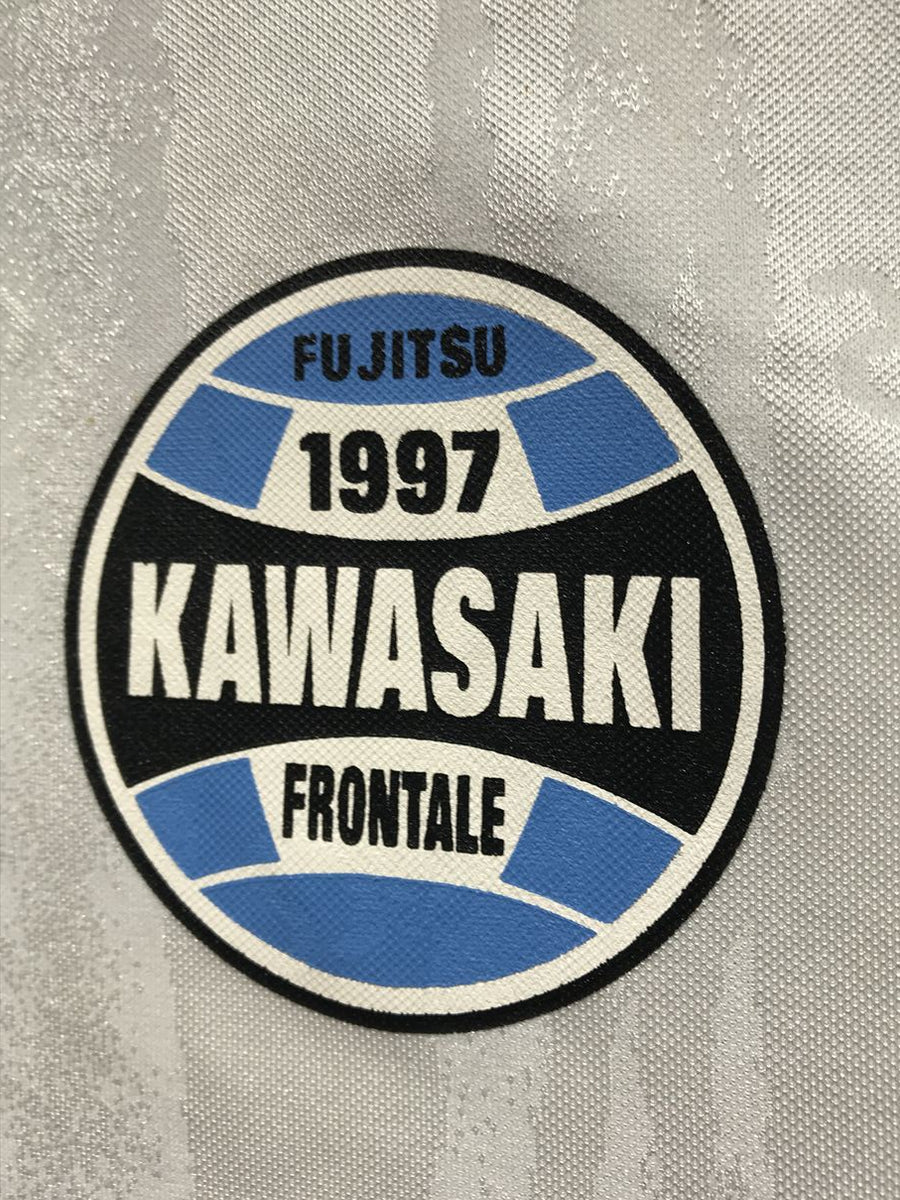 FUJITSU
1997
KAWASAKI
FRONTALE